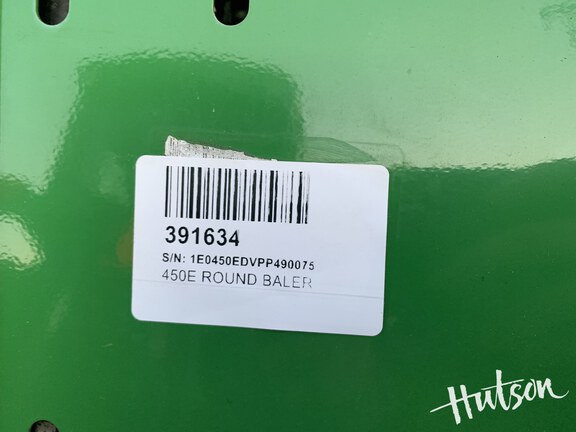 391634
S/N: 1E0450EDVPP490075
450E ROUND BALER
Hutson